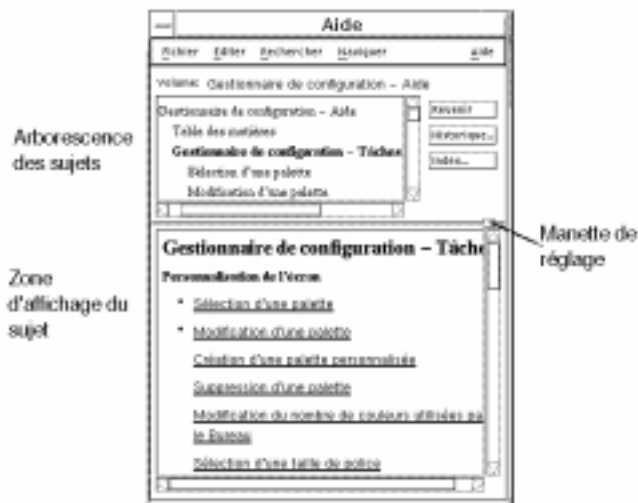 Aide
Fichier Editer Rechercher Naviguer Aide
Volume: Gestionnaire de configuration – Aide
Gestionnaire de configuration – Aide
Table des matières
Gestionnaire de configuration – Tâches
Sélection d'une palette
Modification d'une palette
Revenir
Historique...
Index...
Arborescence
des sujets
Manette de
réglage
Zone
d'affichage du
sujet
Gestionnaire de configuration – Tâche
Personnalisation de l'écran
• Sélection d'une palette
• Modification d'une palette
Création d'une palette personnalisée
Suppression d'une palette
Modification du nombre de couleurs utilisées pa
le Bureau
Sélection d'une taille de police